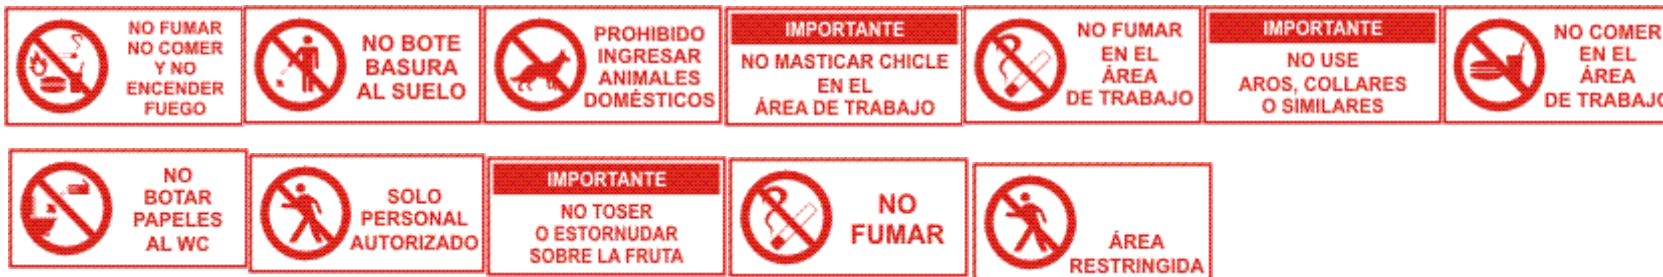 NO FUMAR
NO COMER
Y NO
ENCENDER
FUEGO
NO BOTE
BASURA
AL SUELO
PROHIBIDO
INGRESAR
ANIMALES
DOMÉSTICOS
IMPORTANTE
NO MASTICAR CHICLE
EN EL
ÁREA DE TRABAJO
NO FUMAR
EN EL
ÁREA
DE TRABAJO
IMPORTANTE
NO USE
AROS, COLLARES
O SIMILARES
NO COMER
EN EL
ÁREA
DE TRABAJO
NO
BOTAR
PAPELES
AL WC
SOLO
PERSONAL
AUTORIZADO
IMPORTANTE
NO TOSER
O ESTORNUDAR
SOBRE LA FRUTA
NO
FUMAR
ÁREA
RESTRINGIDA